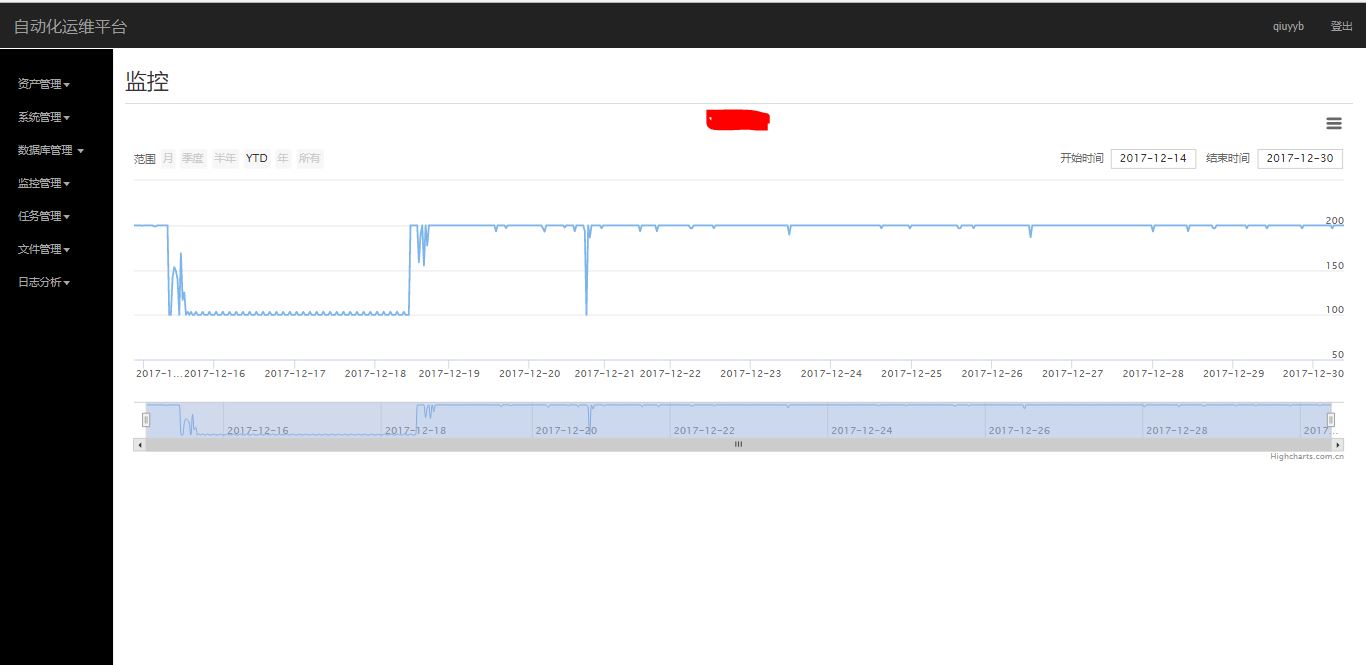 自动化运维平台 qiuyyb 登出
资产管理
系统管理
数据库管理
监控管理
任务管理
文件管理
日志分析
监控
范围 月 季度 半年 YTD 年 所有 开始时间 2017-12-14 结束时间 2017-12-30
200
150
100
50
2017-1... 2017-12-16 2017-12-17 2017-12-18 2017-12-19 2017-12-20 2017-12-21 2017-12-22 2017-12-23 2017-12-24 2017-12-25 2017-12-26 2017-12-27 2017-12-28 2017-12-29 2017-12-30
2017-12-16 2017-12-18 2017-12-20 2017-12-22 2017-12-24 2017-12-26 2017-12-28 2017...
Highcharts.com.cn